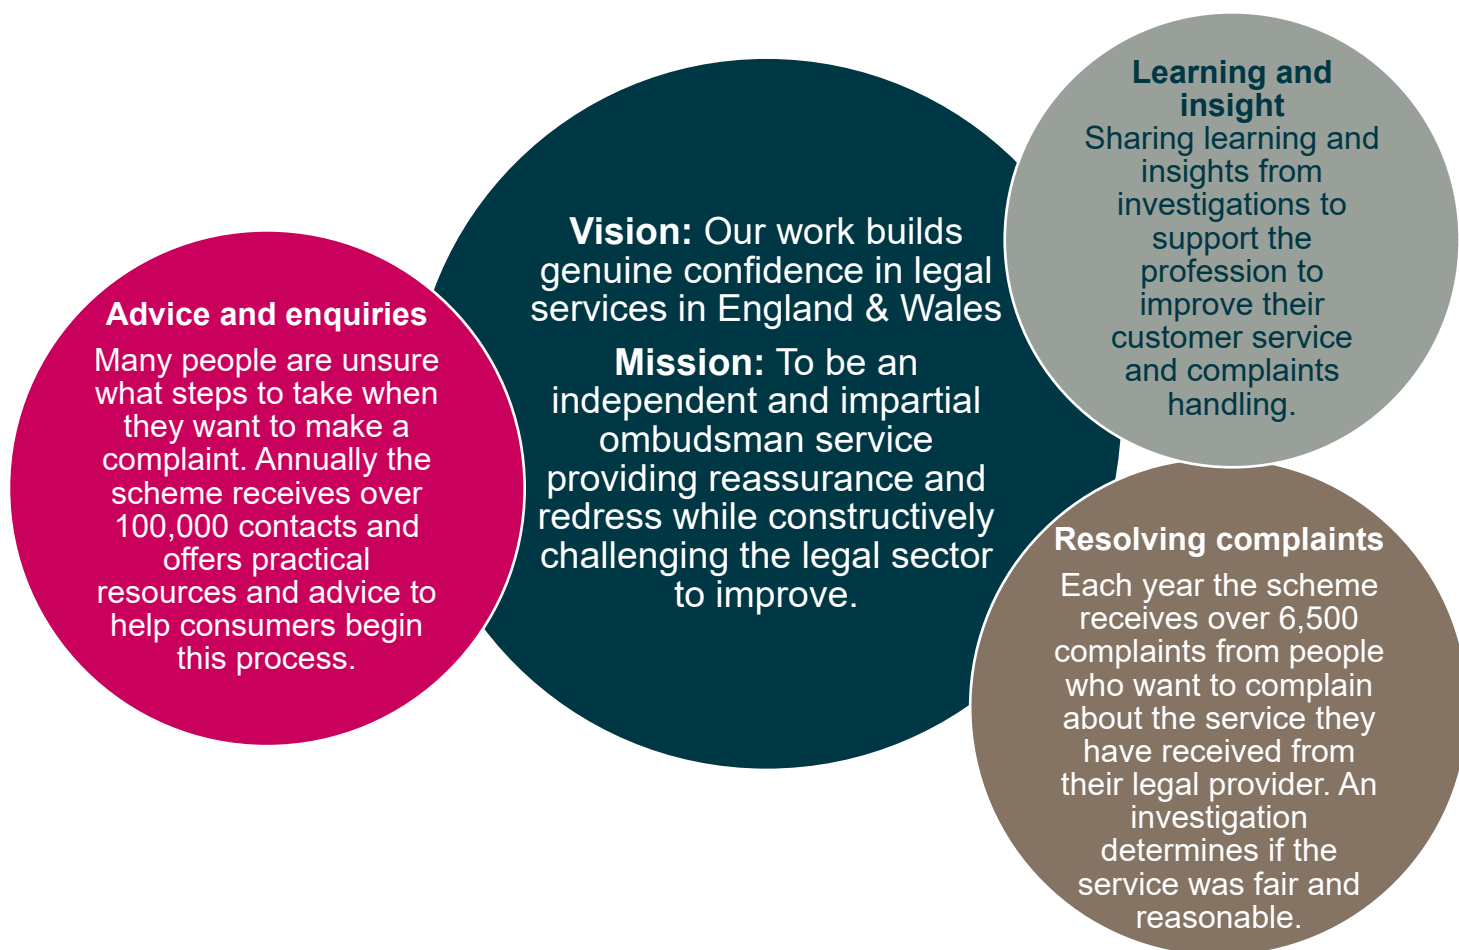 Advice and enquiries
Many people are unsure
what steps to take when
they want to make a
complaint. Annually the
scheme receives over
100,000 contacts and
offers practical
resources and advice to
help consumers begin
this process.
Vision: Our work builds
genuine confidence in legal
services in England & Wales
Mission: To be an
independent and impartial
ombudsman service
providing reassurance and
redress while constructively
challenging the legal sector
to improve.
Learning and
insight
Sharing learning and
insights from
investigations to
support the
profession to
improve their
customer service
and complaints
handling.
Resolving complaints
Each year the scheme
receives over 6,500
complaints from people
who want to complain
about the service they
have received from
their legal provider. An
investigation
determines if the
service was fair and
reasonable.